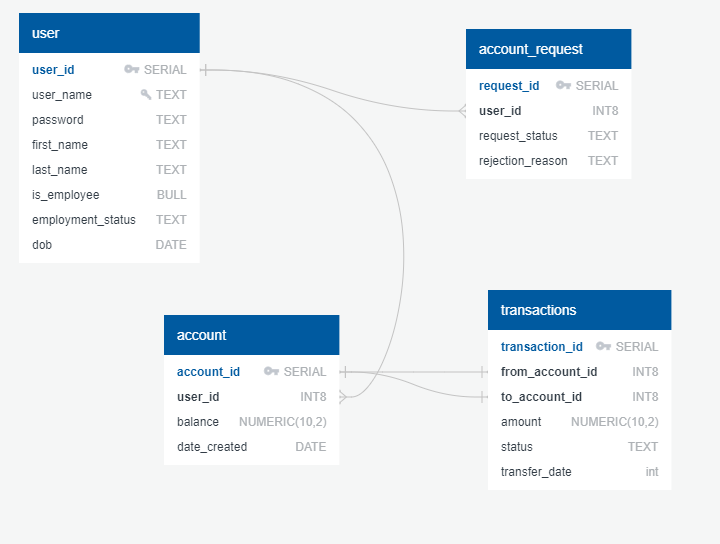 user
user_id SERIAL
user_name TEXT
password TEXT
first_name TEXT
last_name TEXT
is_employee BULL
employment_status TEXT
dob DATE
account_request
request_id SERIAL
user_id INT8
request_status TEXT
rejection_reason TEXT
account
account_id SERIAL
user_id INT8
balance NUMERIC(10,2)
date_created DATE
transactions
transaction_id SERIAL
from_account_id INT8
to_account_id INT8
amount NUMERIC(10,2)
status TEXT
transfer_date int